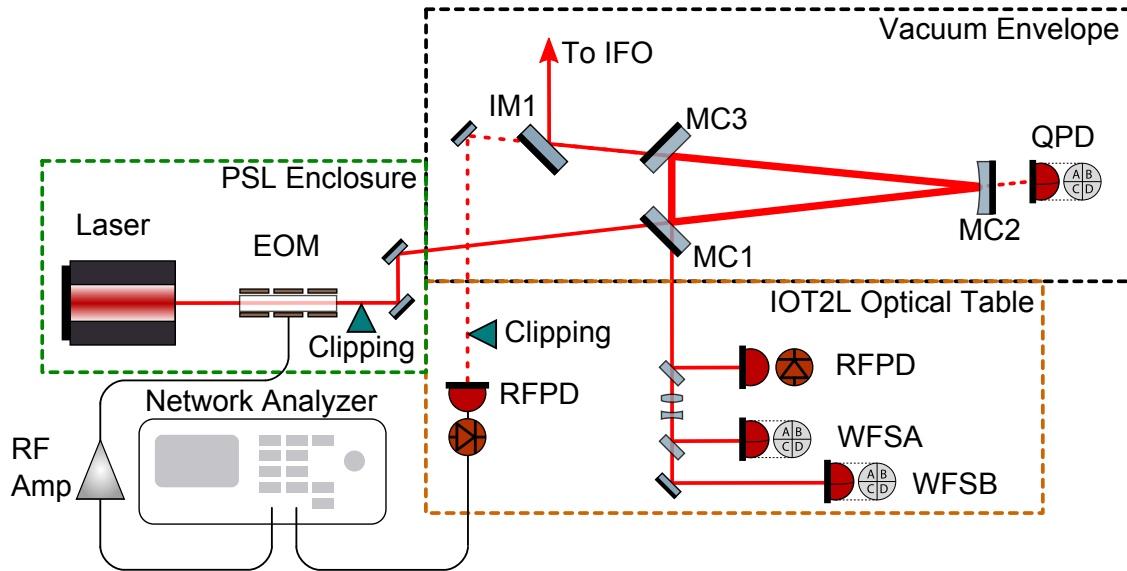 Vacuum Envelope
To IFO
IM1
MC3
QPD
A B
C D
PSL Enclosure
MC2
Laser
EOM
MC1
IOT2L Optical Table
Clipping
Clipping
RFPD
RFPD
Network Analyzer
RF
Amp
WFSA
A B
C D
WFSB
A B
C D